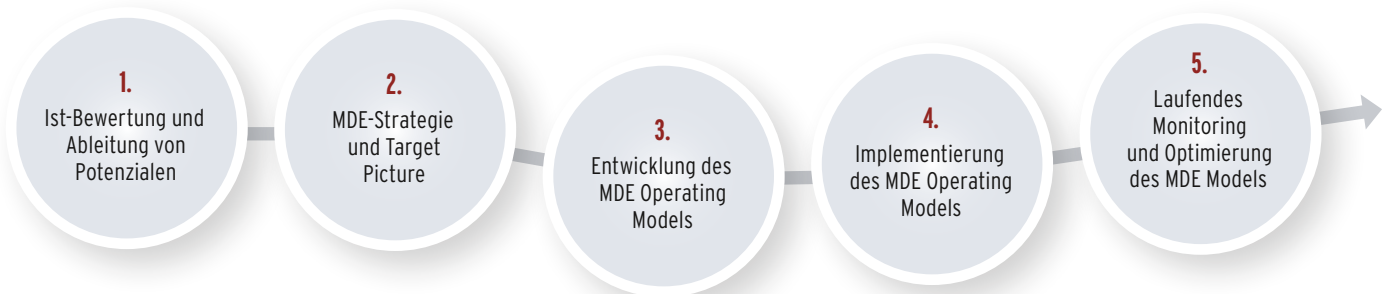 1.
Ist-Bewertung und
Ableitung von
Potenzialen
2.
MDE-Strategie
und Target
Picture
3.
Entwicklung des
MDE Operating
Models
4.
Implementierung
des MDE Operating
Models
5.
Laufendes
Monitoring
und Optimierung
des MDE Models